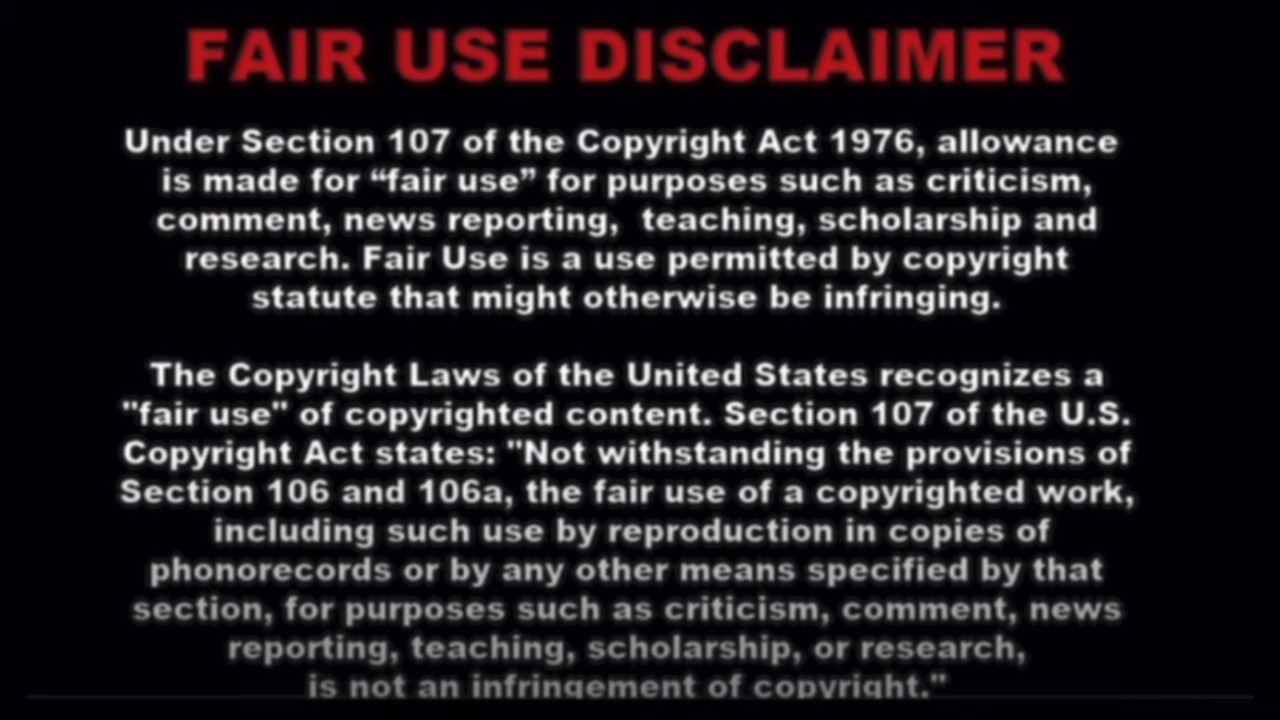 FAIR USE DISCLAIMER
Under Section 107 of the Copyright Act 1976, allowance
is made for “fair use” for purposes such as criticism,
comment, news reporting,  teaching, scholarship and
research. Fair Use is a use permitted by copyright
statute that might otherwise be infringing.
The Copyright Laws of the United States recognizes a
"fair use" of copyrighted content. Section 107 of the U.S.
Copyright Act states: "Not withstanding the provisions of
Section 106 and 106a, the fair use of a copyrighted work,
including such use by reproduction in copies of
phonorecords or by any other means specified by that
section, for purposes such as criticism, comment, news
reporting, teaching, scholarship, or research,
is not an infringement of copyright."